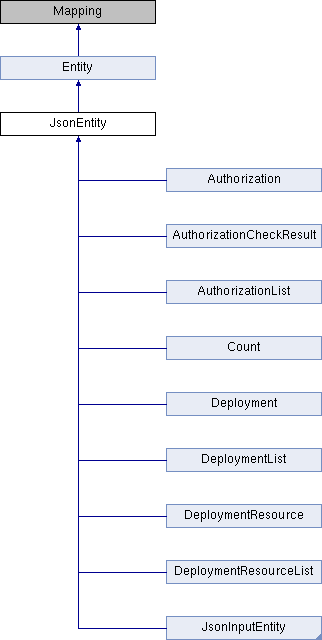 Mapping
Entity
JsonEntity
Authorization
AuthorizationCheckResult
AuthorizationList
Count
Deployment
DeploymentList
DeploymentResource
DeploymentResourceList
JsonInputEntity